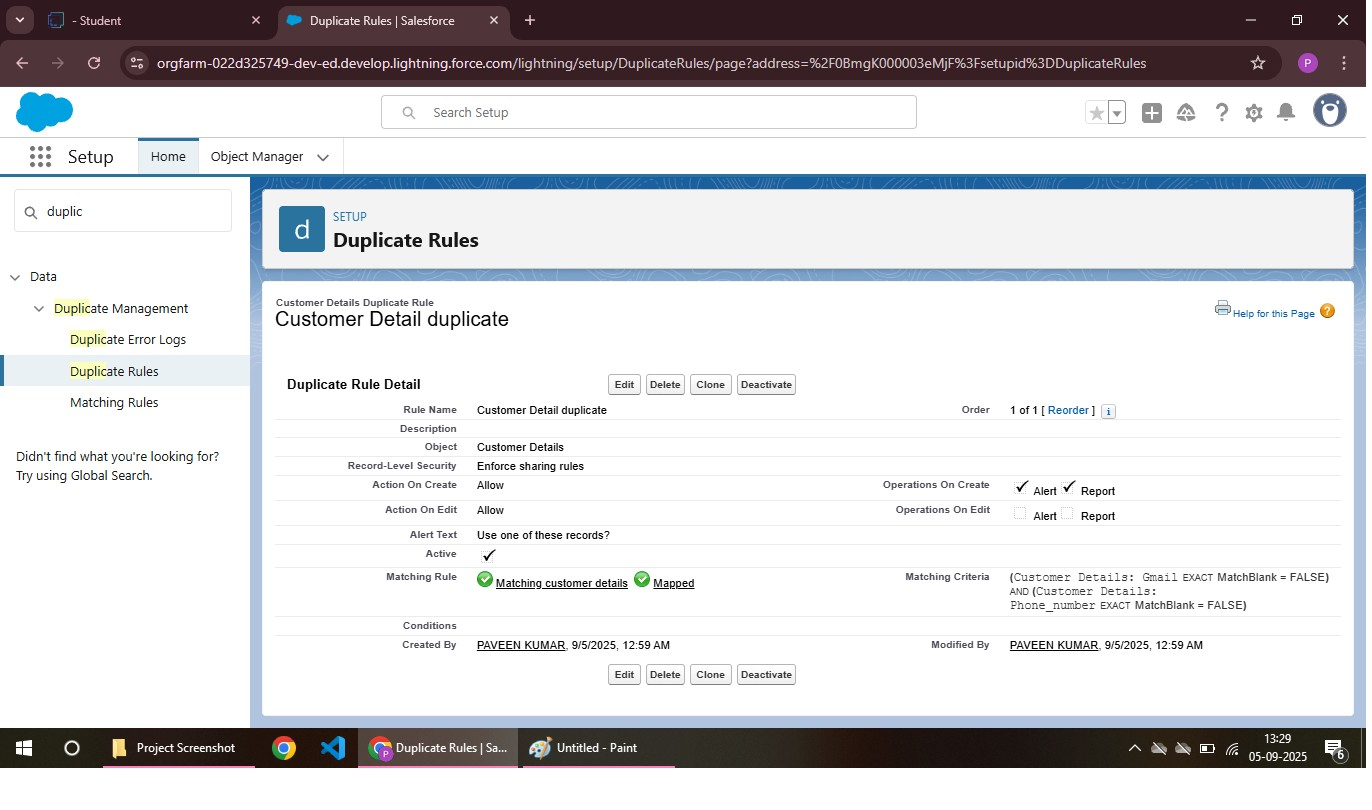 - Student
Duplicate Rules | Salesforce
orgfarm-022d325749-dev-ed.develop.lightning.force.com/lightning/setup/DuplicateRules/page?address=%2F0BmgK000003eMjF%3Fsetupid%3DDuplicateRules
P
Search Setup
Setup
Home
Object Manager
duplic
Data
Duplicate Management
Duplicate Error Logs
Duplicate Rules
Matching Rules
Didn't find what you're looking for?
Try using Global Search.
d
SETUP
Duplicate Rules
Customer Details Duplicate Rule
Customer Detail duplicate
Help for this Page ?
Duplicate Rule Detail
Edit Delete Clone Deactivate
Rule Name Customer Detail duplicate Order 1 of 1 [ Reorder ] i
Description
Object Customer Details
Record-Level Security Enforce sharing rules
Action On Create Allow Operations On Create Alert Report
Action On Edit Allow Operations On Edit Alert Report
Alert Text Use one of these records?
Active
Matching Rule Matching customer details Mapped Matching Criteria (Customer Details: Gmail EXACT MatchBlank = FALSE)
AND (Customer Details:
Phone_number EXACT MatchBlank = FALSE)
Conditions
Created By PAVEEN KUMAR, 9/5/2025, 12:59 AM Modified By PAVEEN KUMAR, 9/5/2025, 12:59 AM
Edit Delete Clone Deactivate
Project Screenshot
P
Duplicate Rules | Sa...
Untitled - Paint
13:29
05-09-2025
6